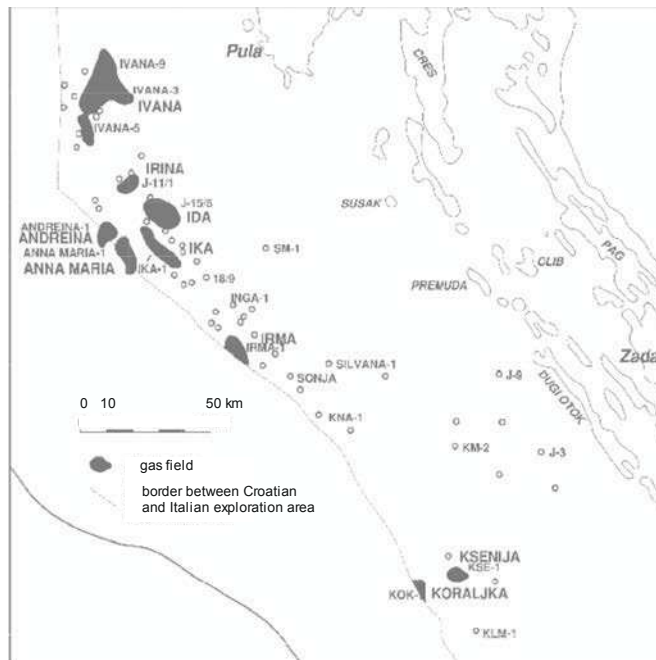 Pula
IVANA-9
CRES
IVANA-3
IVANA
IVANA-5
IRINA
J-11/1
J-15/6
IDA
SUSAK
ANDREINA-1
ANDREINA
ANNA MARIA-1
IKA
SM-1
PAG
ANNA MARIA
IKA-1
OLIB
18/9
PREMUDA
INGA-1
IRMA
IRMA-1
Zada
SILVANA-1
SONJA
J-9
DUGI OTOK
0 10 50 km
KNA-1
KM-2
J-3
gas field
border between Croatian
and Italian exploration area
KSENIJA
KSE-1
KOK-1
KORALJKA
KLM-1